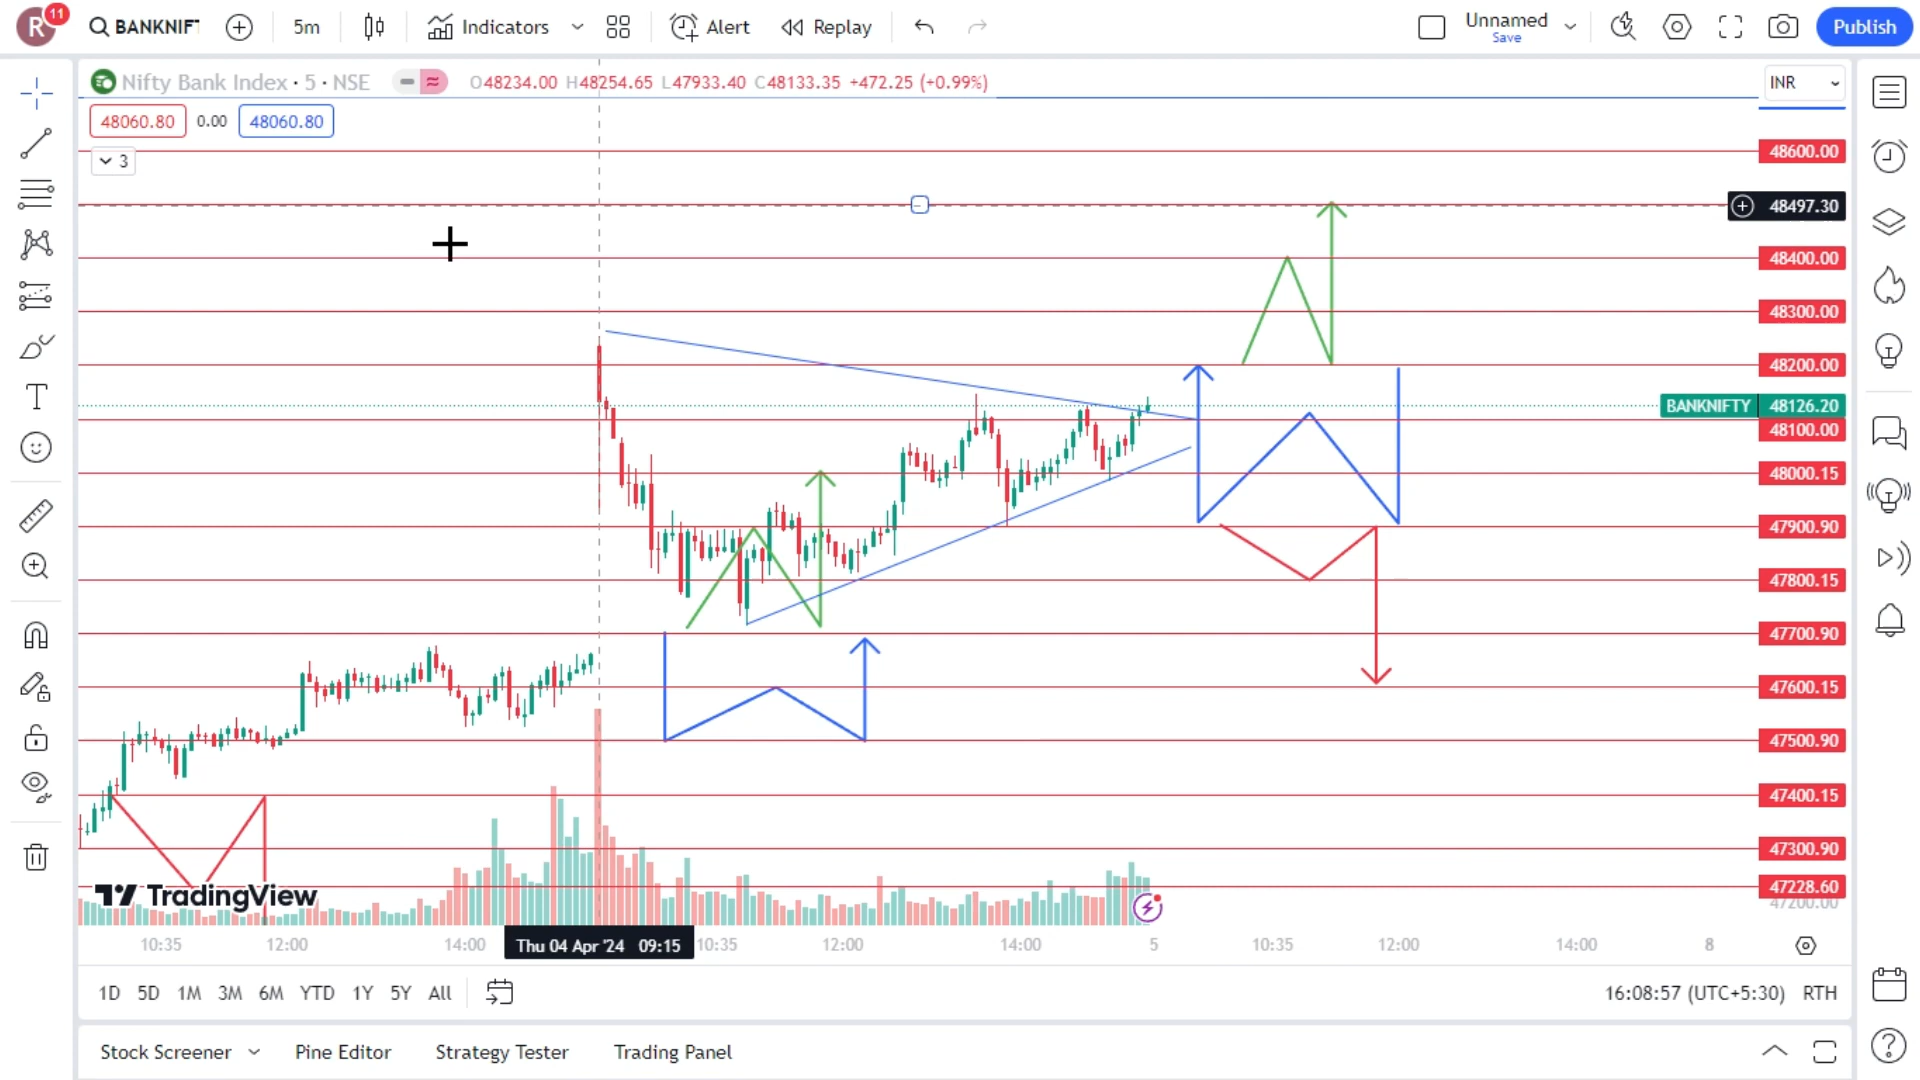 R
11
BANKNIFT
5m
Indicators
Alert
Replay
Unnamed
Save
Publish
Nifty Bank Index · 5 · NSE
O48234.00 H48254.65 L47933.40 C48133.35 +472.25 (+0.99%)
INR
48060.80
0.00
48060.80
3
48600.00
48497.30
48400.00
48300.00
48200.00
BANKNIFTY
48126.20
48100.00
48000.15
47900.90
47800.15
47700.90
47600.15
47500.90
47400.15
47300.90
47228.60
47200.00
TradingView
10:35
12:00
14:00
Thu 04 Apr '24 09:15
10:35
12:00
14:00
5
10:35
12:00
14:00
8
1D
5D
1M
3M
6M
YTD
1Y
5Y
All
16:08:57 (UTC+5:30)
RTH
Stock Screener
Pine Editor
Strategy Tester
Trading Panel